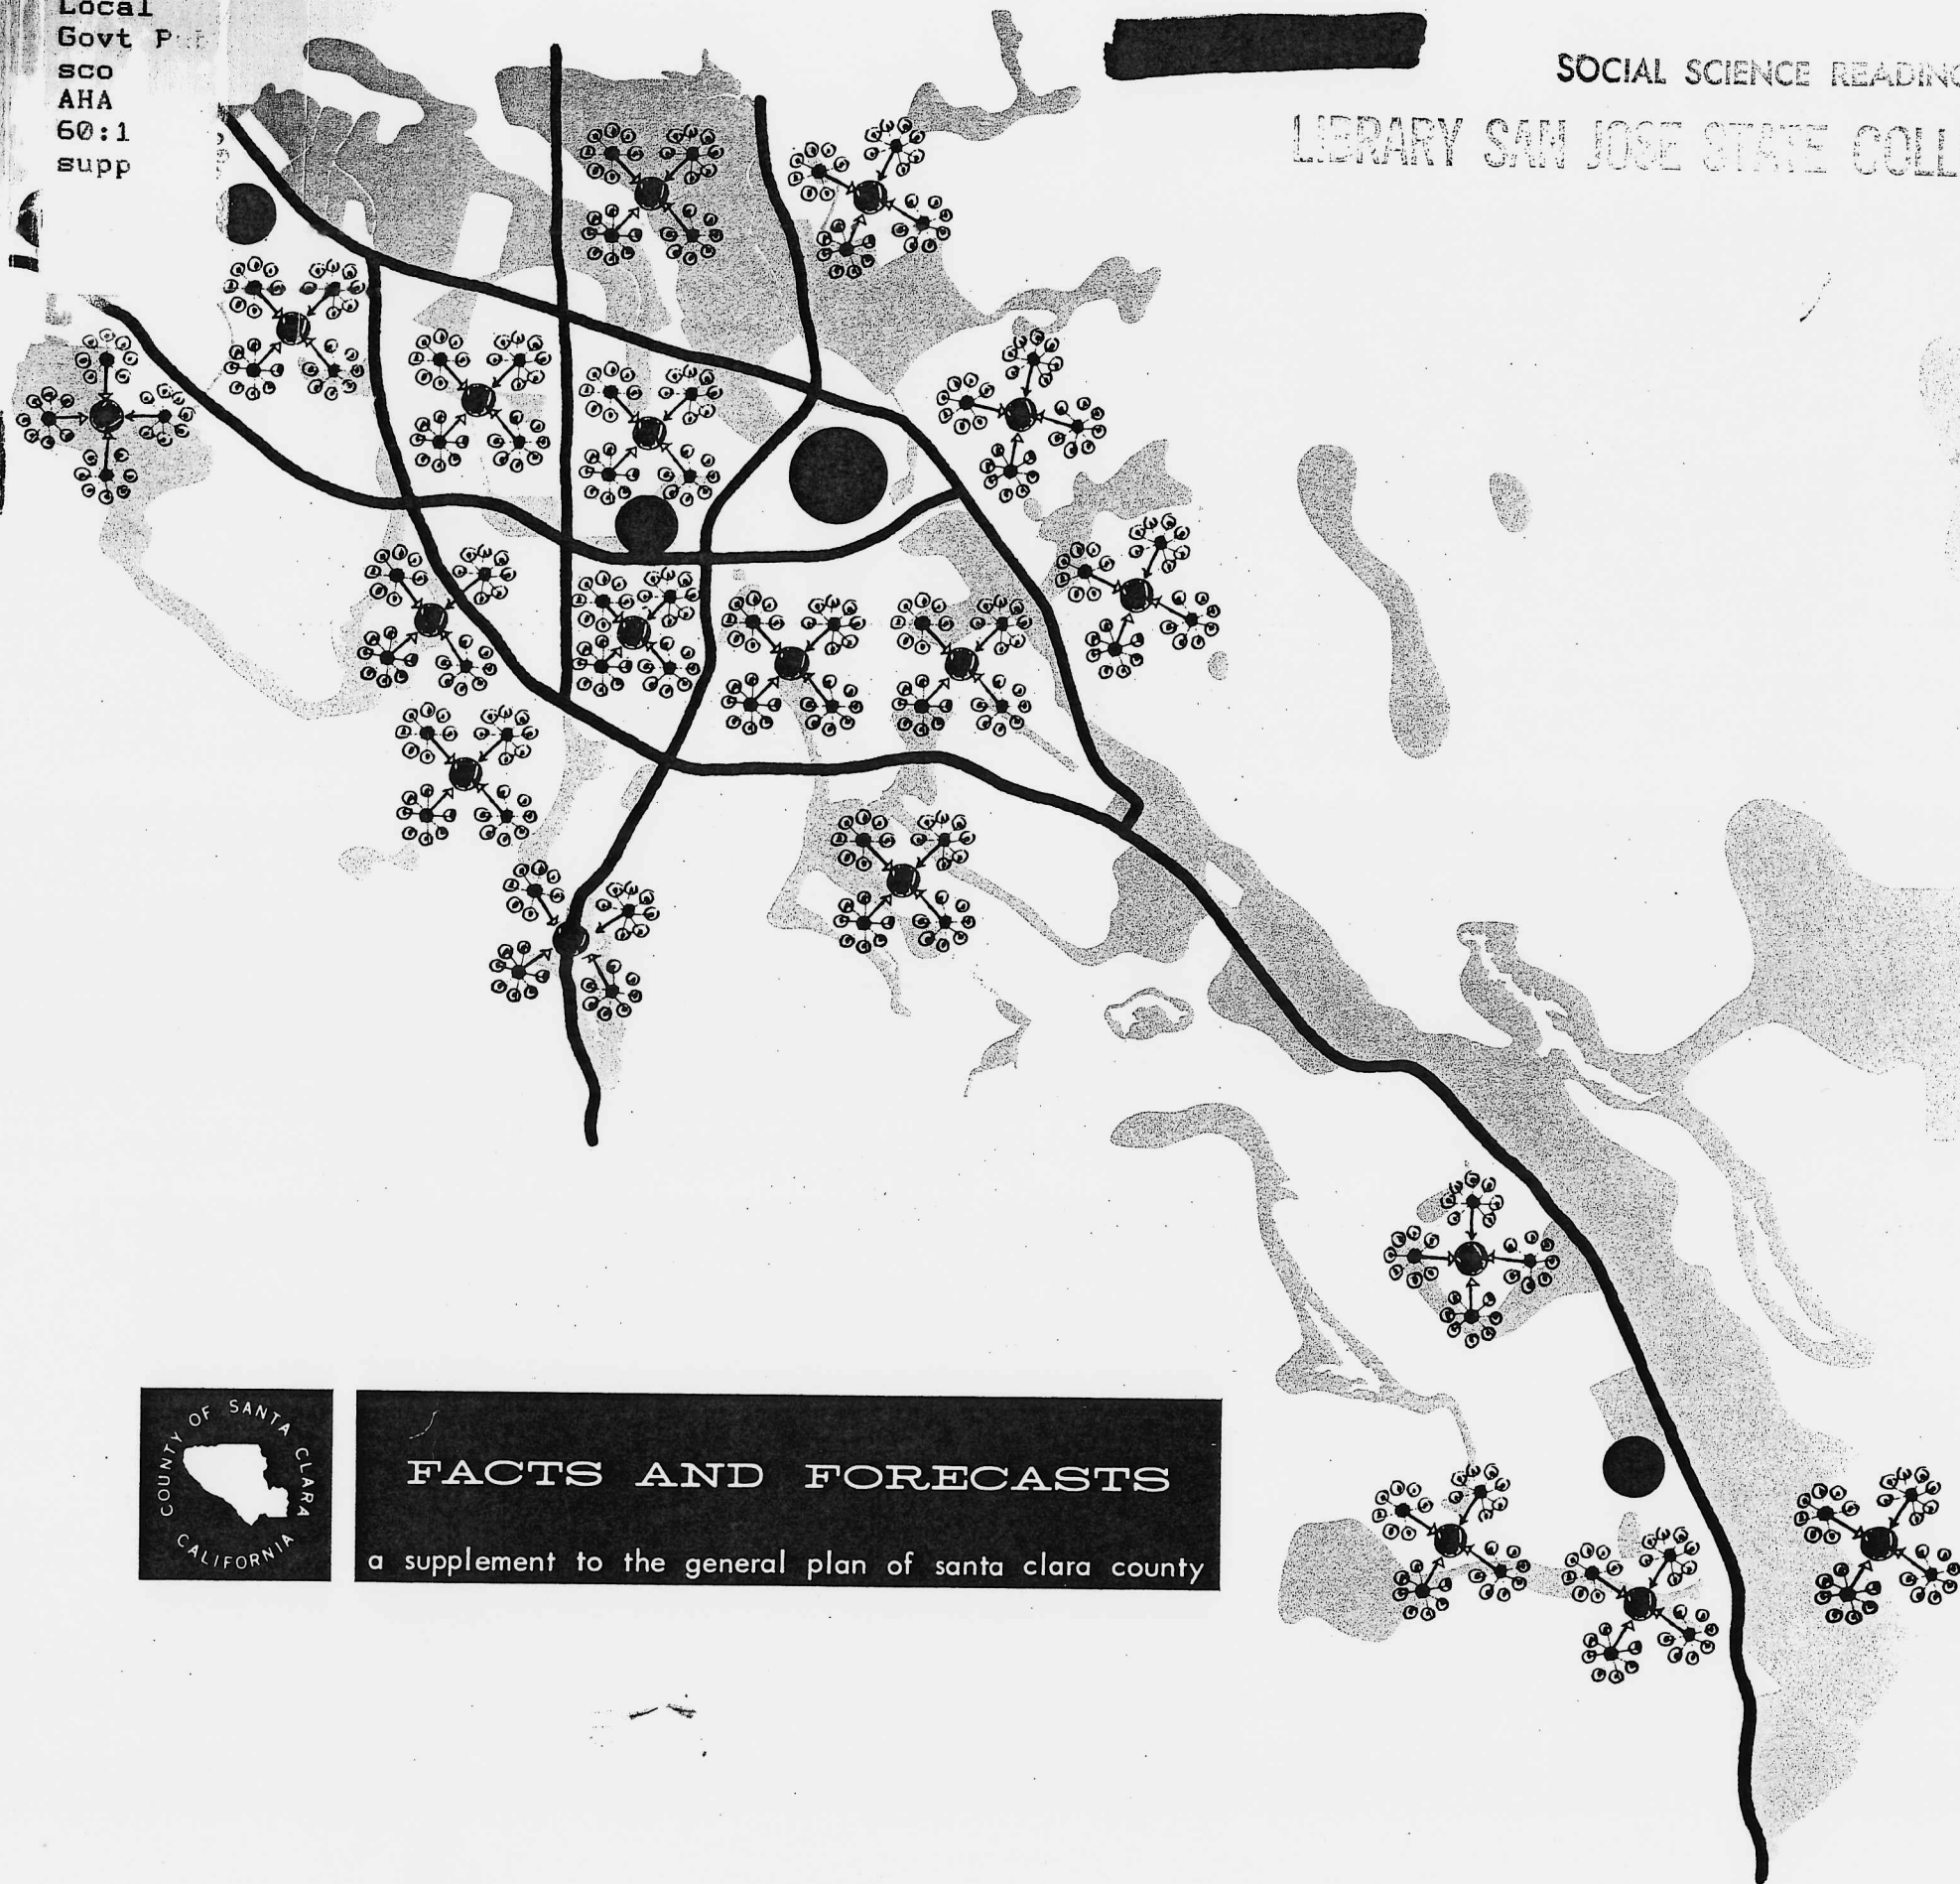 Local
Govt P
sco
AHA
60:1
supp
SOCIAL SCIENCE READING
LIBRARY SAN JOSE STATE COLL
COUNTY OF SANTA CLARA
CALIFORNIA
FACTS AND FORECASTS
a supplement to the general plan of santa clara county